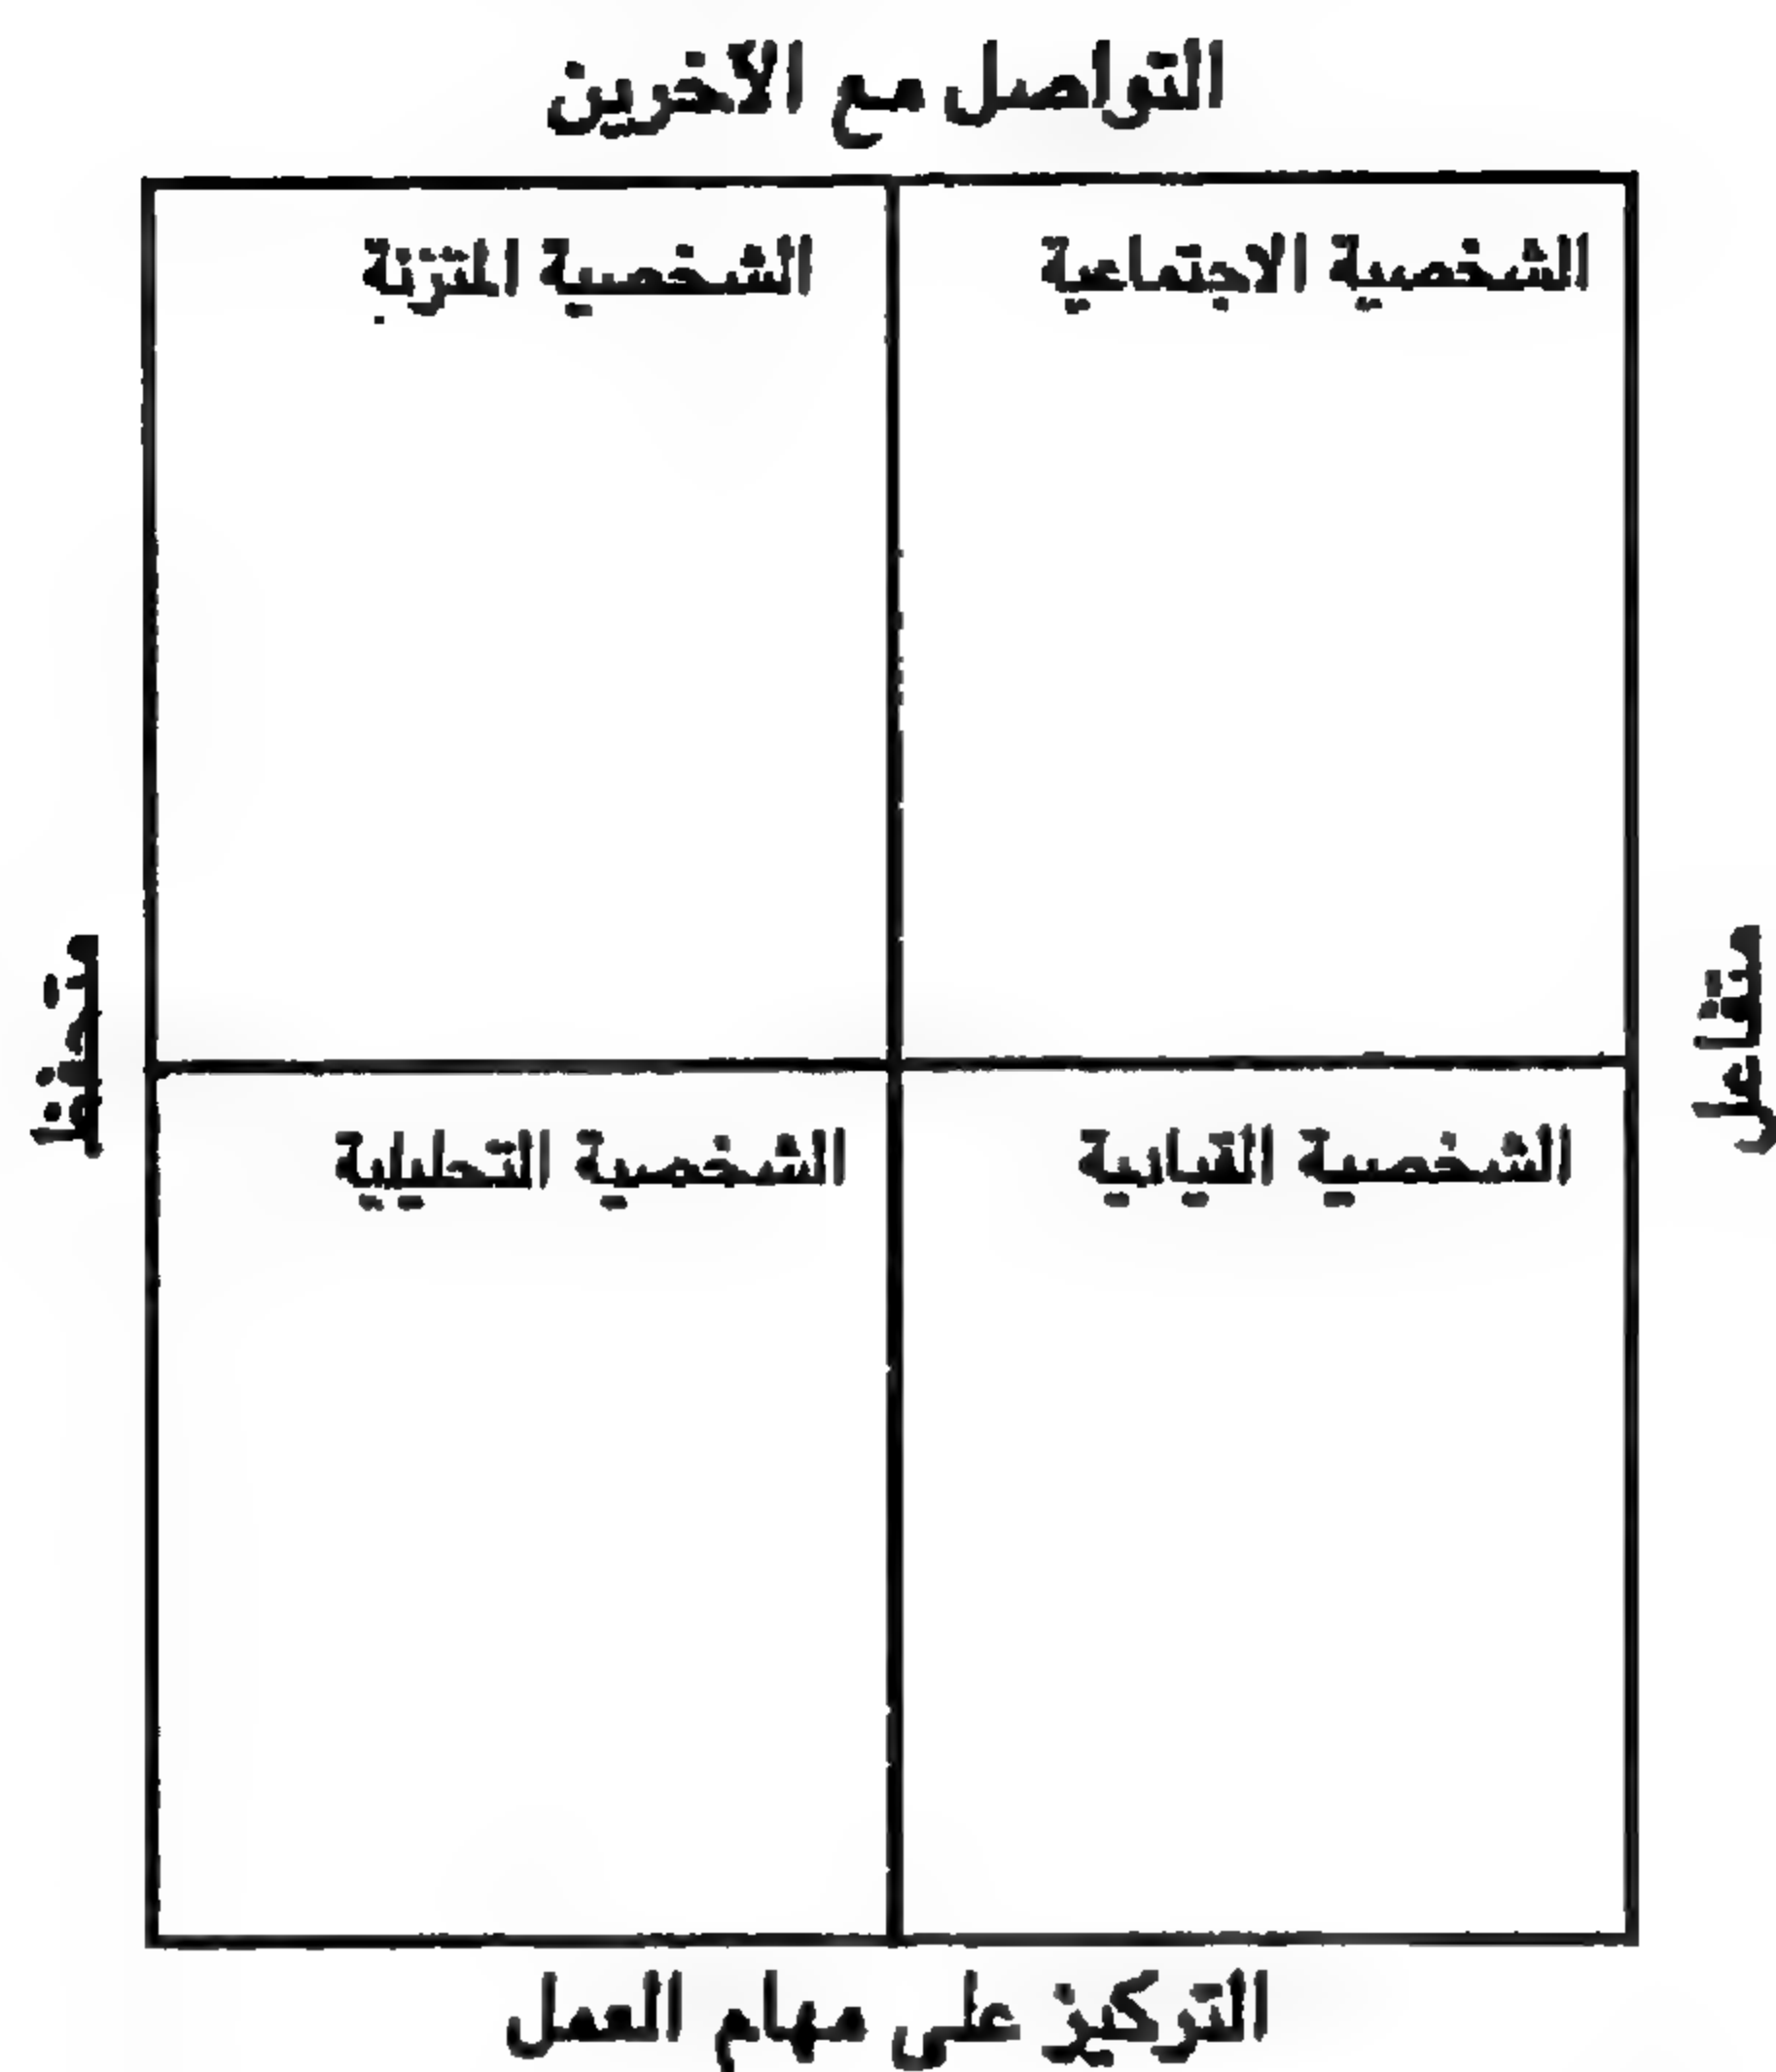 التواصل مع الآخرين
الشخصية الاجتماعية
الشخصية المتزنة
متفاعل
متحفظ
الشخصية القيادية
الشخصية التحليلية
التركيز على مهام العمل